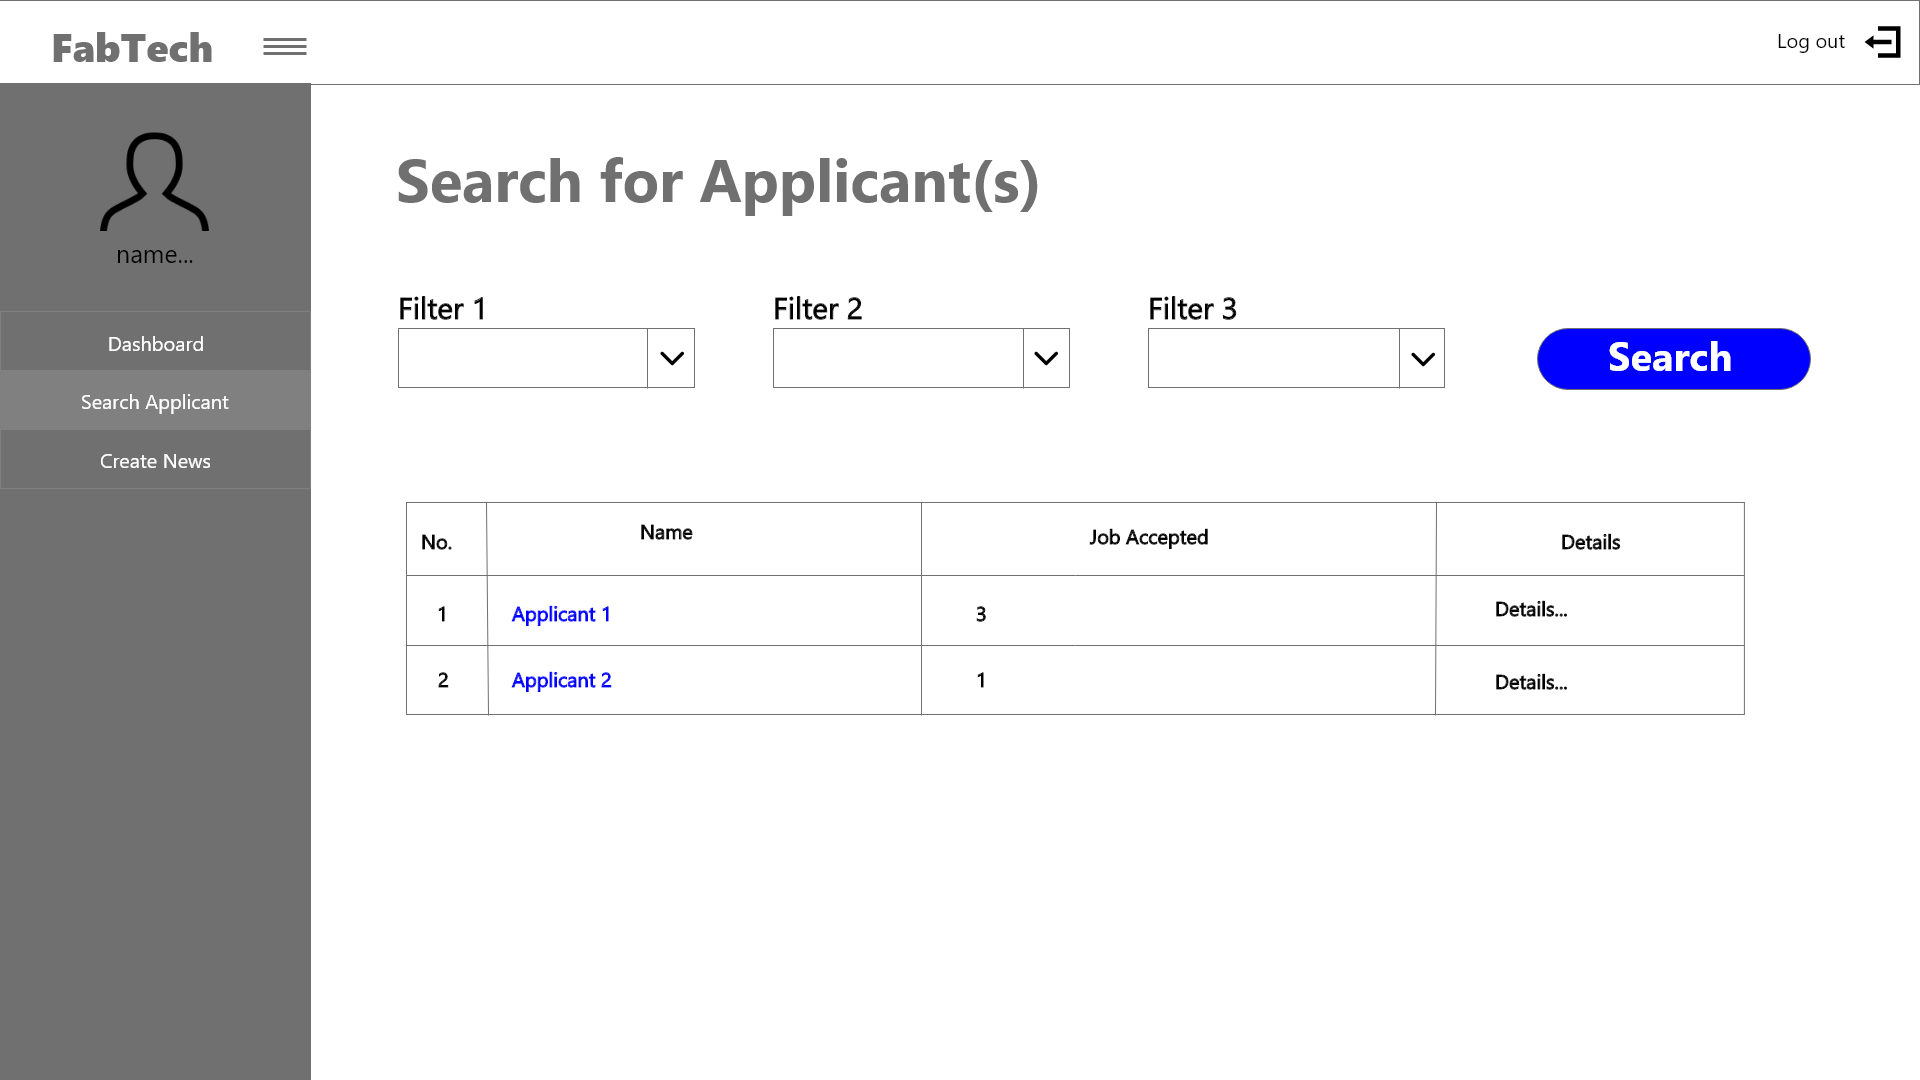 FabTech
Log out
name...
Dashboard
Search Applicant
Create News
Search for Applicant(s)
Filter 1
Filter 2
Filter 3
Search
No. Name Job Accepted Details
1 Applicant 1 3 Details...
2 Applicant 2 1 Details...